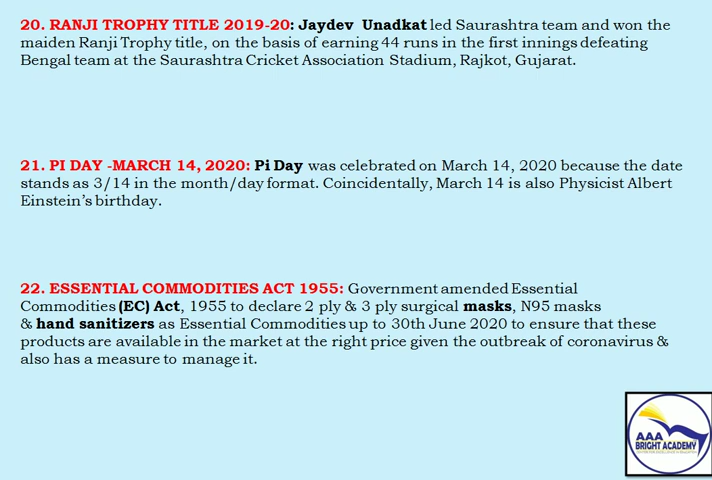 20. RANJI TROPHY TITLE 2019-20: Jaydev Unadkat led Saurashtra team and won the
maiden Ranji Trophy title, on the basis of earning 44 runs in the first innings defeating
Bengal team at the Saurashtra Cricket Association Stadium, Rajkot, Gujarat.
21. PI DAY -MARCH 14, 2020: Pi Day was celebrated on March 14, 2020 because the date
stands as 3/14 in the month/day format. Coincidentally, March 14 is also Physicist Albert
Einstein's birthday.
22. ESSENTIAL COMMODITIES ACT 1955: Government amended Essential
Commodities (EC) Act, 1955 to declare 2 ply & 3 ply surgical masks, N95 masks
& hand sanitizers as Essential Commodities up to 30th June 2020 to ensure that these
products are available in the market at the right price given the outbreak of coronavirus &
also has a measure to manage it.
AAA
BRIGHT ACADEMY